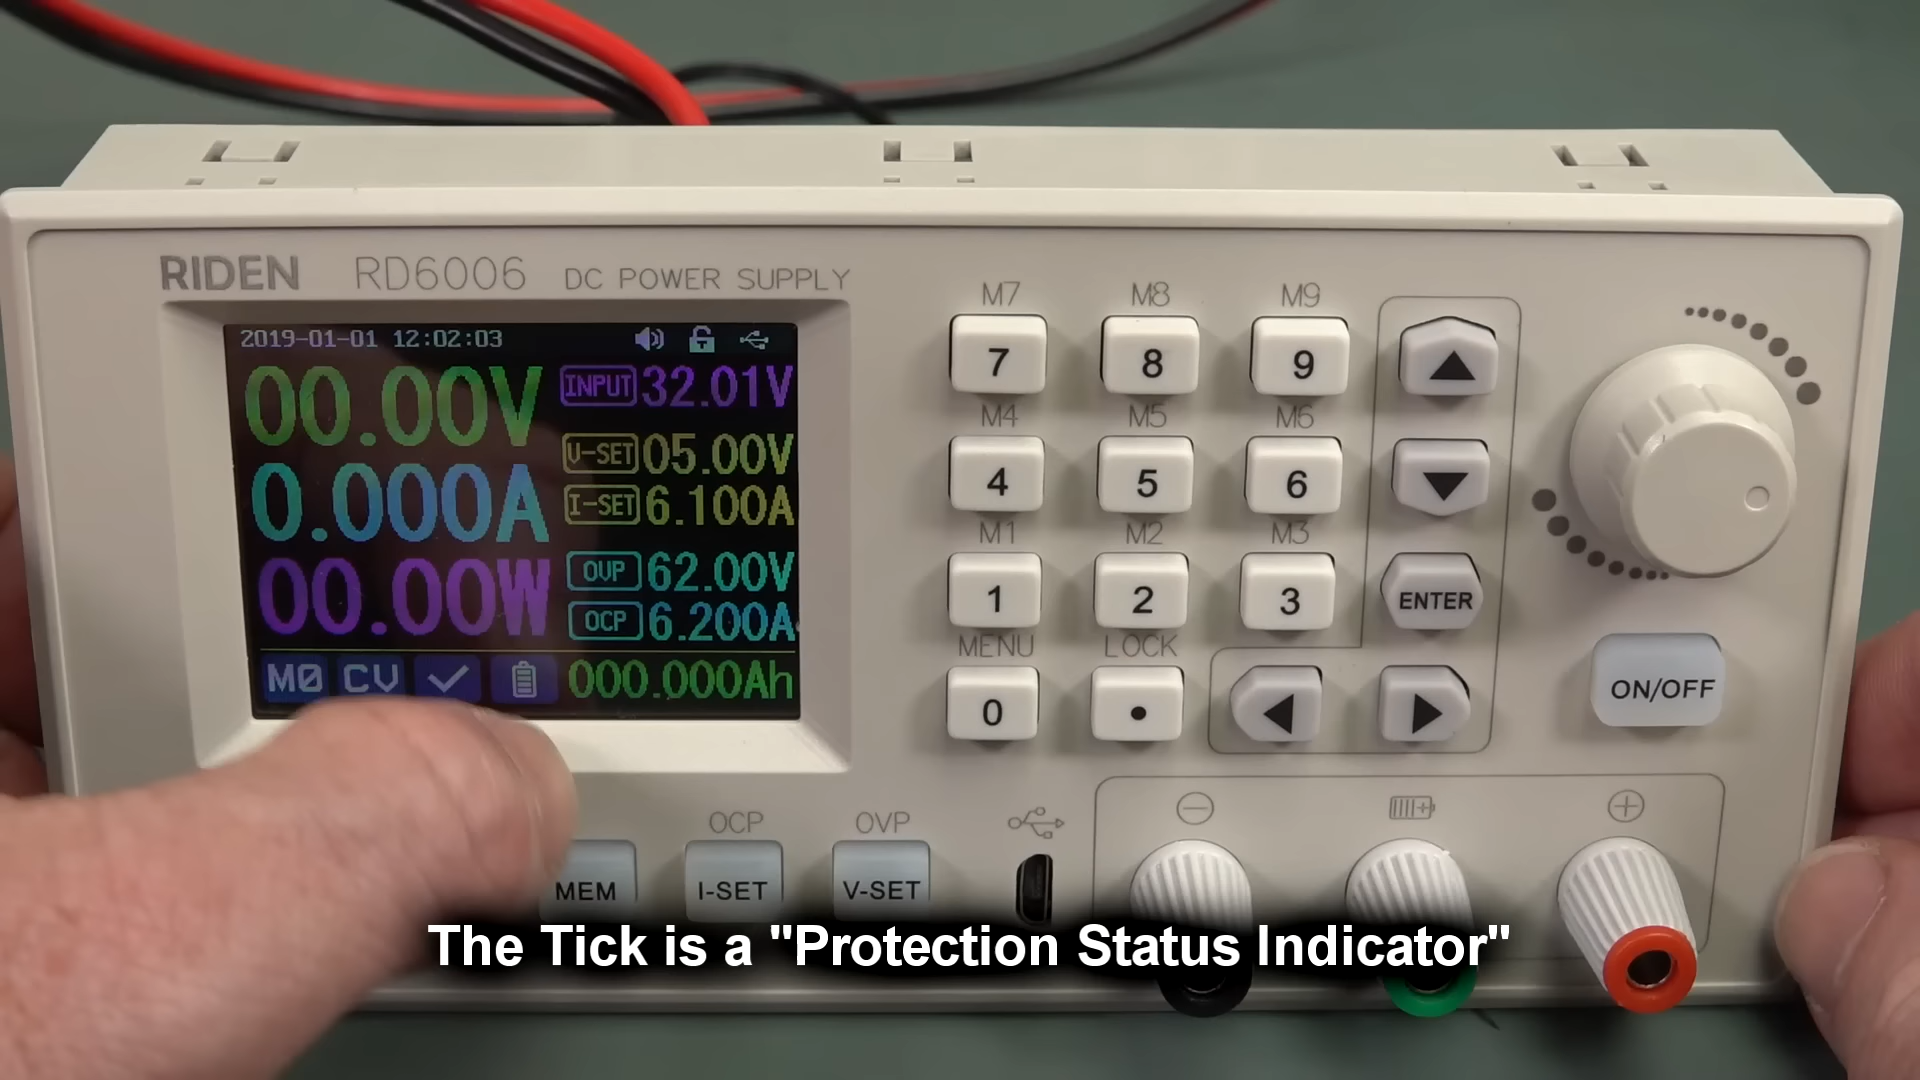 RIDEN RD6006 DC POWER SUPPLY
2019-01-01 12:02:03
00.00V
INPUT 32.01V
V-SET 05.00V
0.000A
I-SET 6.100A
00.00W
OVP 62.00V
OCP 6.200A
M0 CV 000.000Ah
M7 M8 M9
7 8 9
M4 M5 M6
4 5 6
M1 M2 M3
1 2 3
ENTER
MENU LOCK
0 •
ON/OFF
OCP OVP
MEM I-SET V-SET
The Tick is a "Protection Status Indicator"